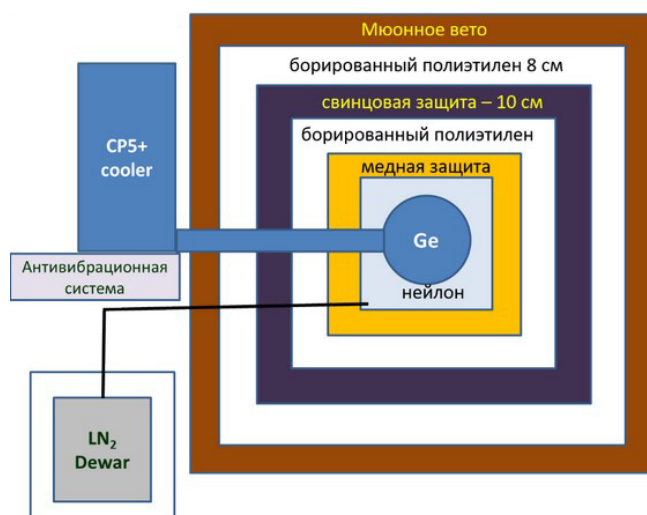 Мюонное вето
борированный полиэтилен 8 см
свинцовая защита – 10 см
борированный полиэтилен
медная защита
CP5+
cooler
Ge
нейлон
Антивибрационная
система
LN₂
Dewar